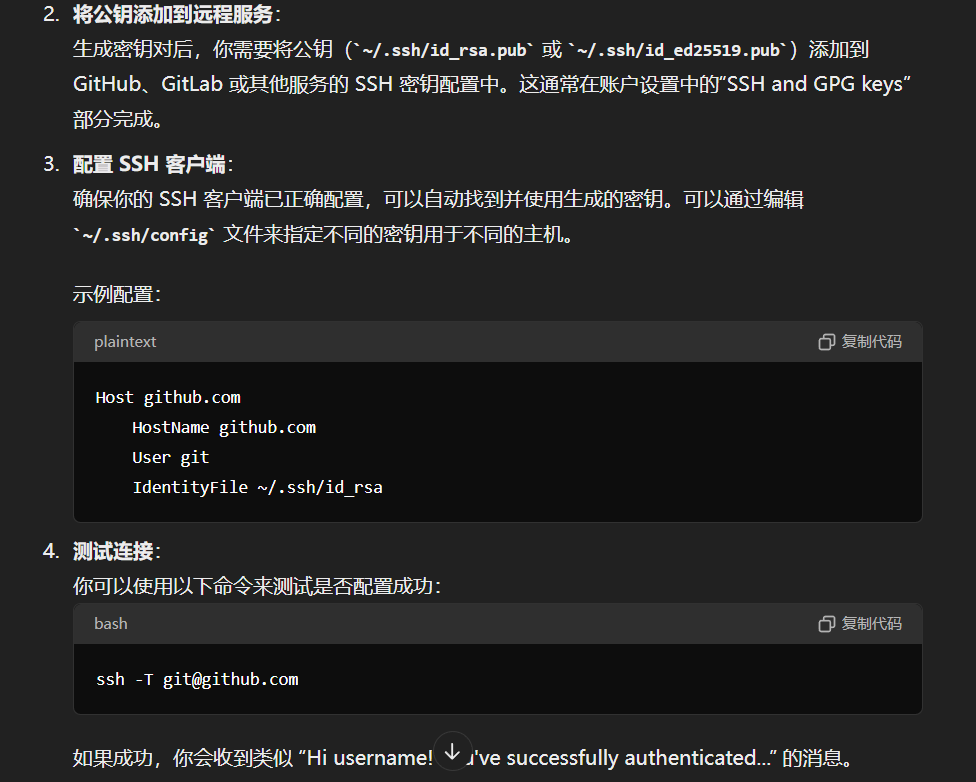 2. 将公钥添加到远程服务：
生成密钥对后，你需要将公钥（`~/.ssh/id_rsa.pub` 或 `~/.ssh/id_ed25519.pub`）添加到
GitHub、GitLab 或其他服务的 SSH 密钥配置中。这通常在账户设置中的“SSH and GPG keys”
部分完成。
3. 配置 SSH 客户端：
确保你的 SSH 客户端已正确配置，可以自动找到并使用生成的密钥。可以通过编辑
`~/.ssh/config` 文件来指定不同的密钥用于不同的主机。
示例配置：
plaintext 复制代码
Host github.com
    HostName github.com
    User git
    IdentityFile ~/.ssh/id_rsa
4. 测试连接：
你可以使用以下命令来测试是否配置成功：
bash 复制代码
ssh -T git@github.com
如果成功，你会收到类似 “Hi username! 've successfully authenticated...” 的消息。